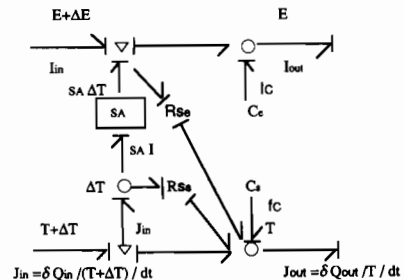 E+ΔE E
Iin Iout
SA ΔT Ic
SA Rse Ce
SA I
ΔT Rse Cs
Jin fc
T+ΔT T
Jin=δ Qin /(T+ΔT) / dt Jout =δ Qout /T / dt